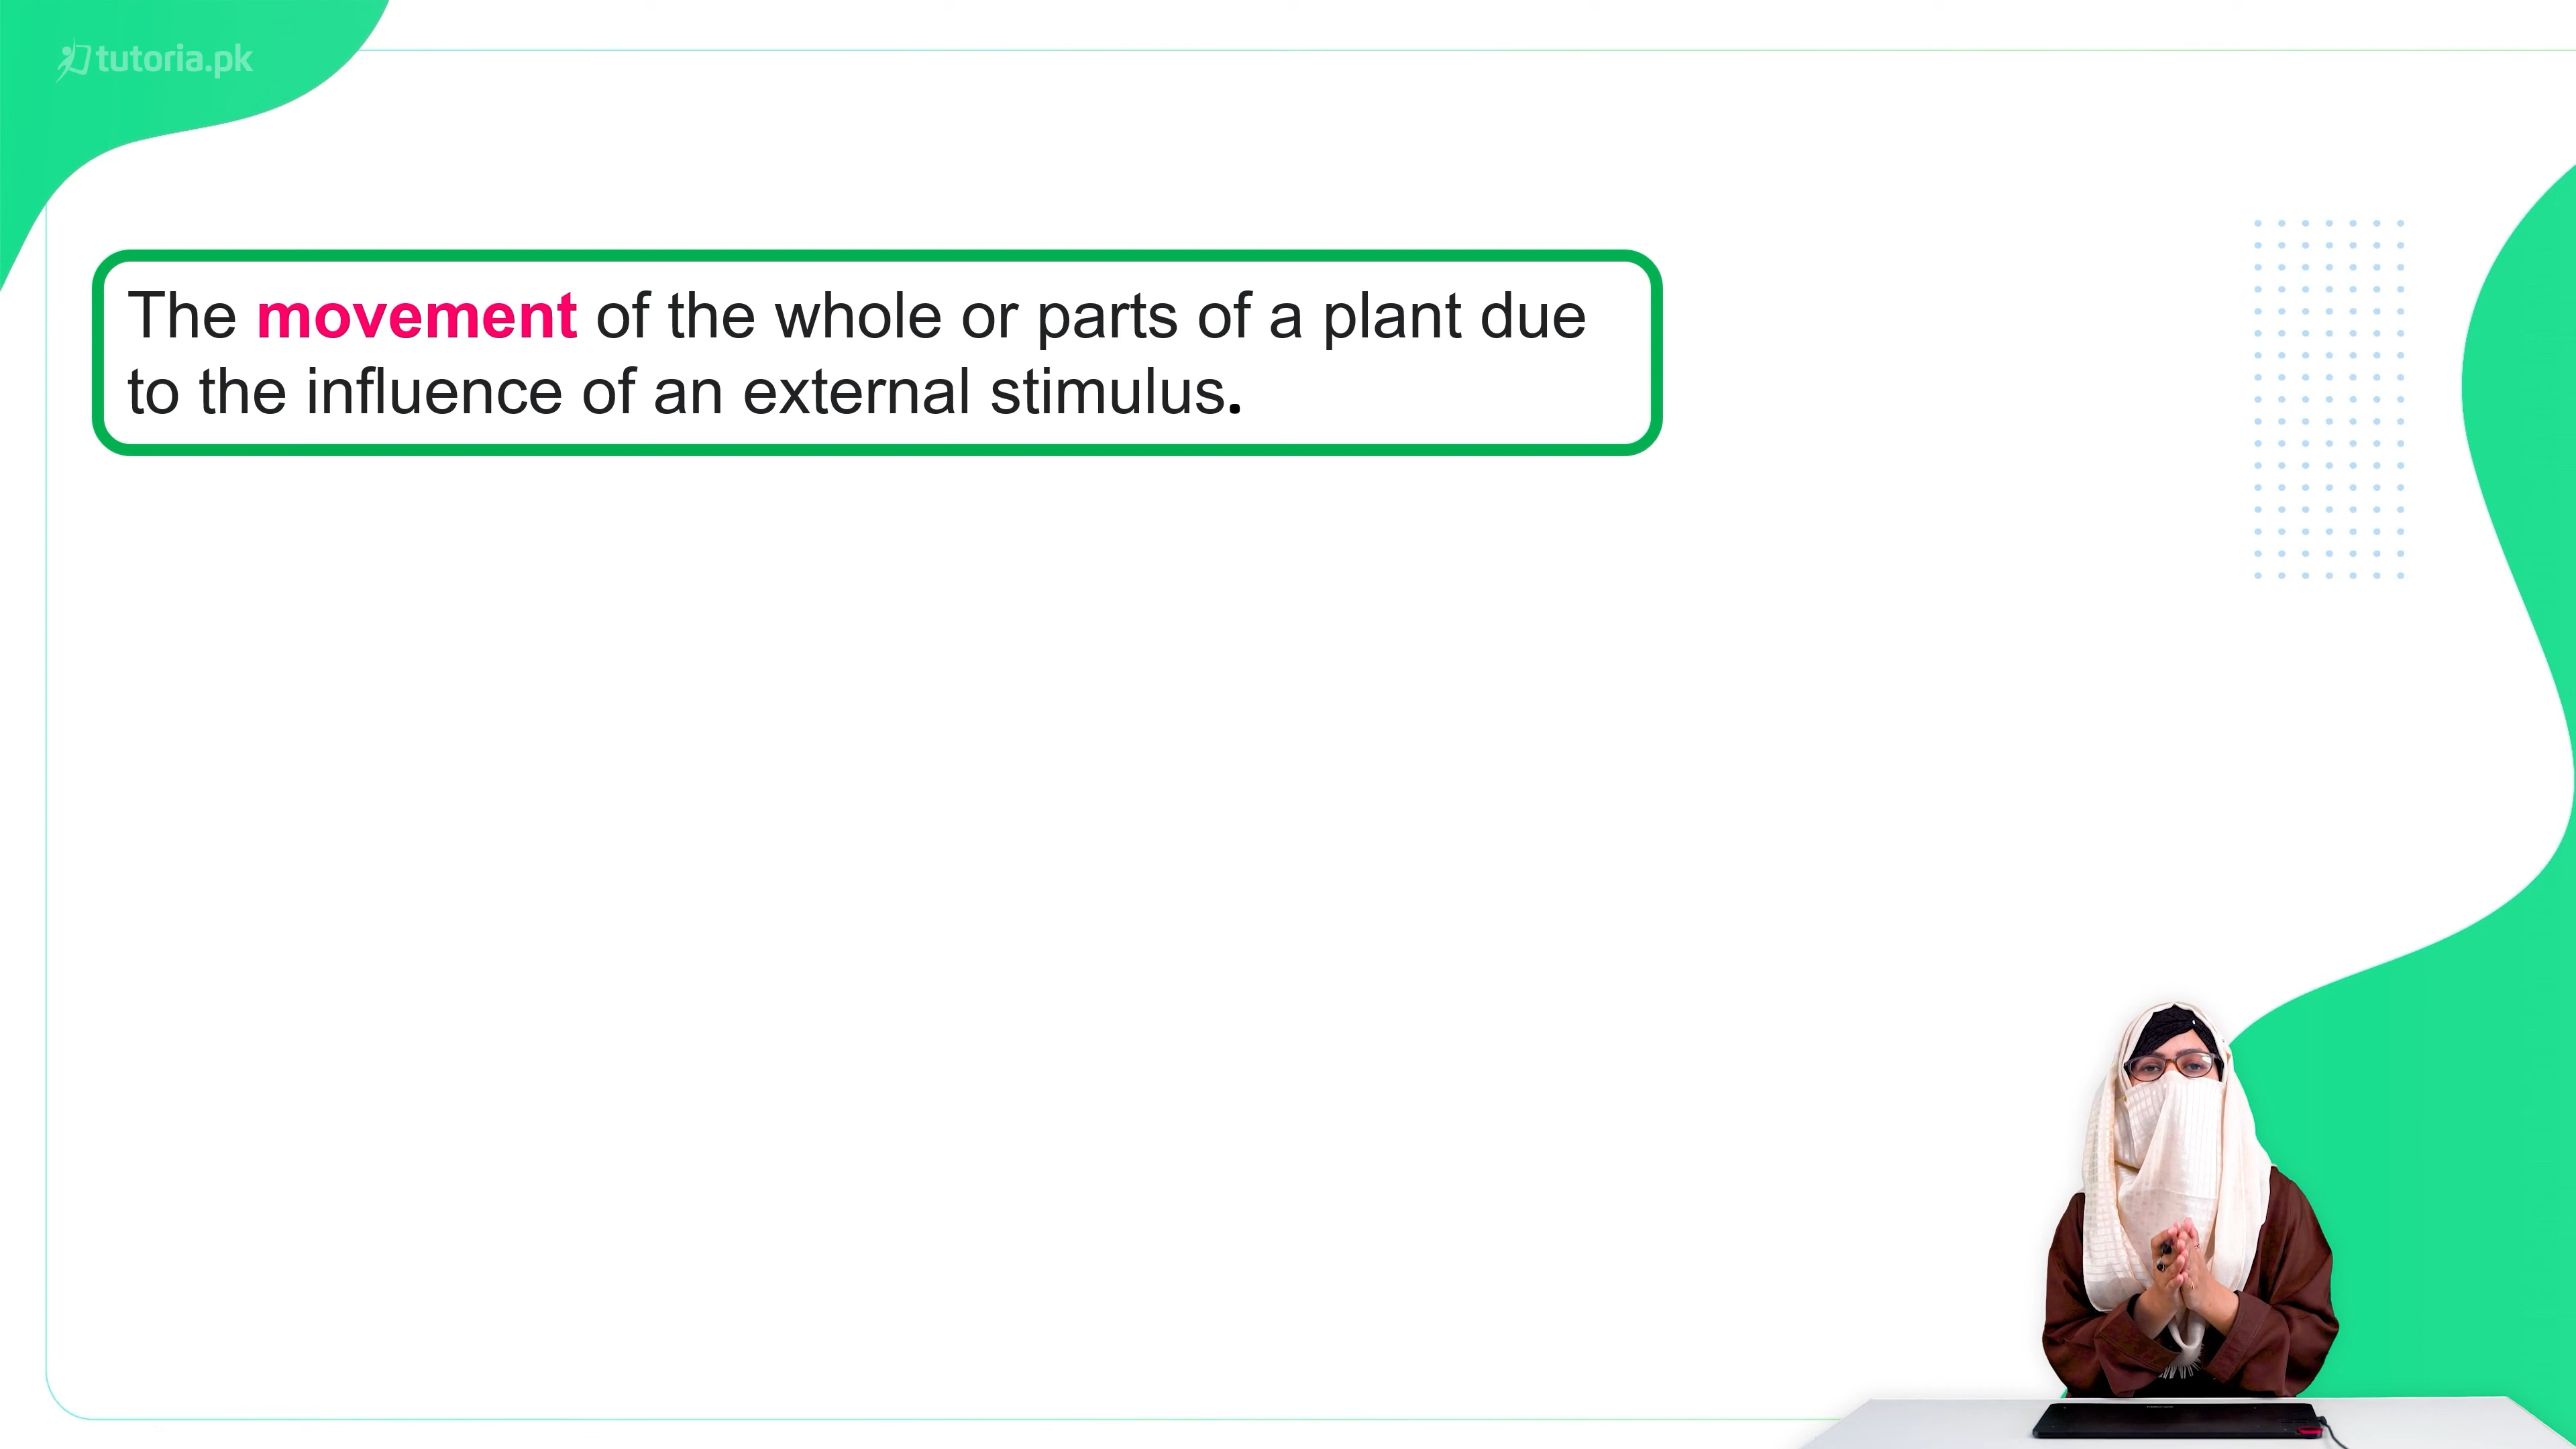 tutoria.pk
The movement of the whole or parts of a plant due
to the influence of an external stimulus.